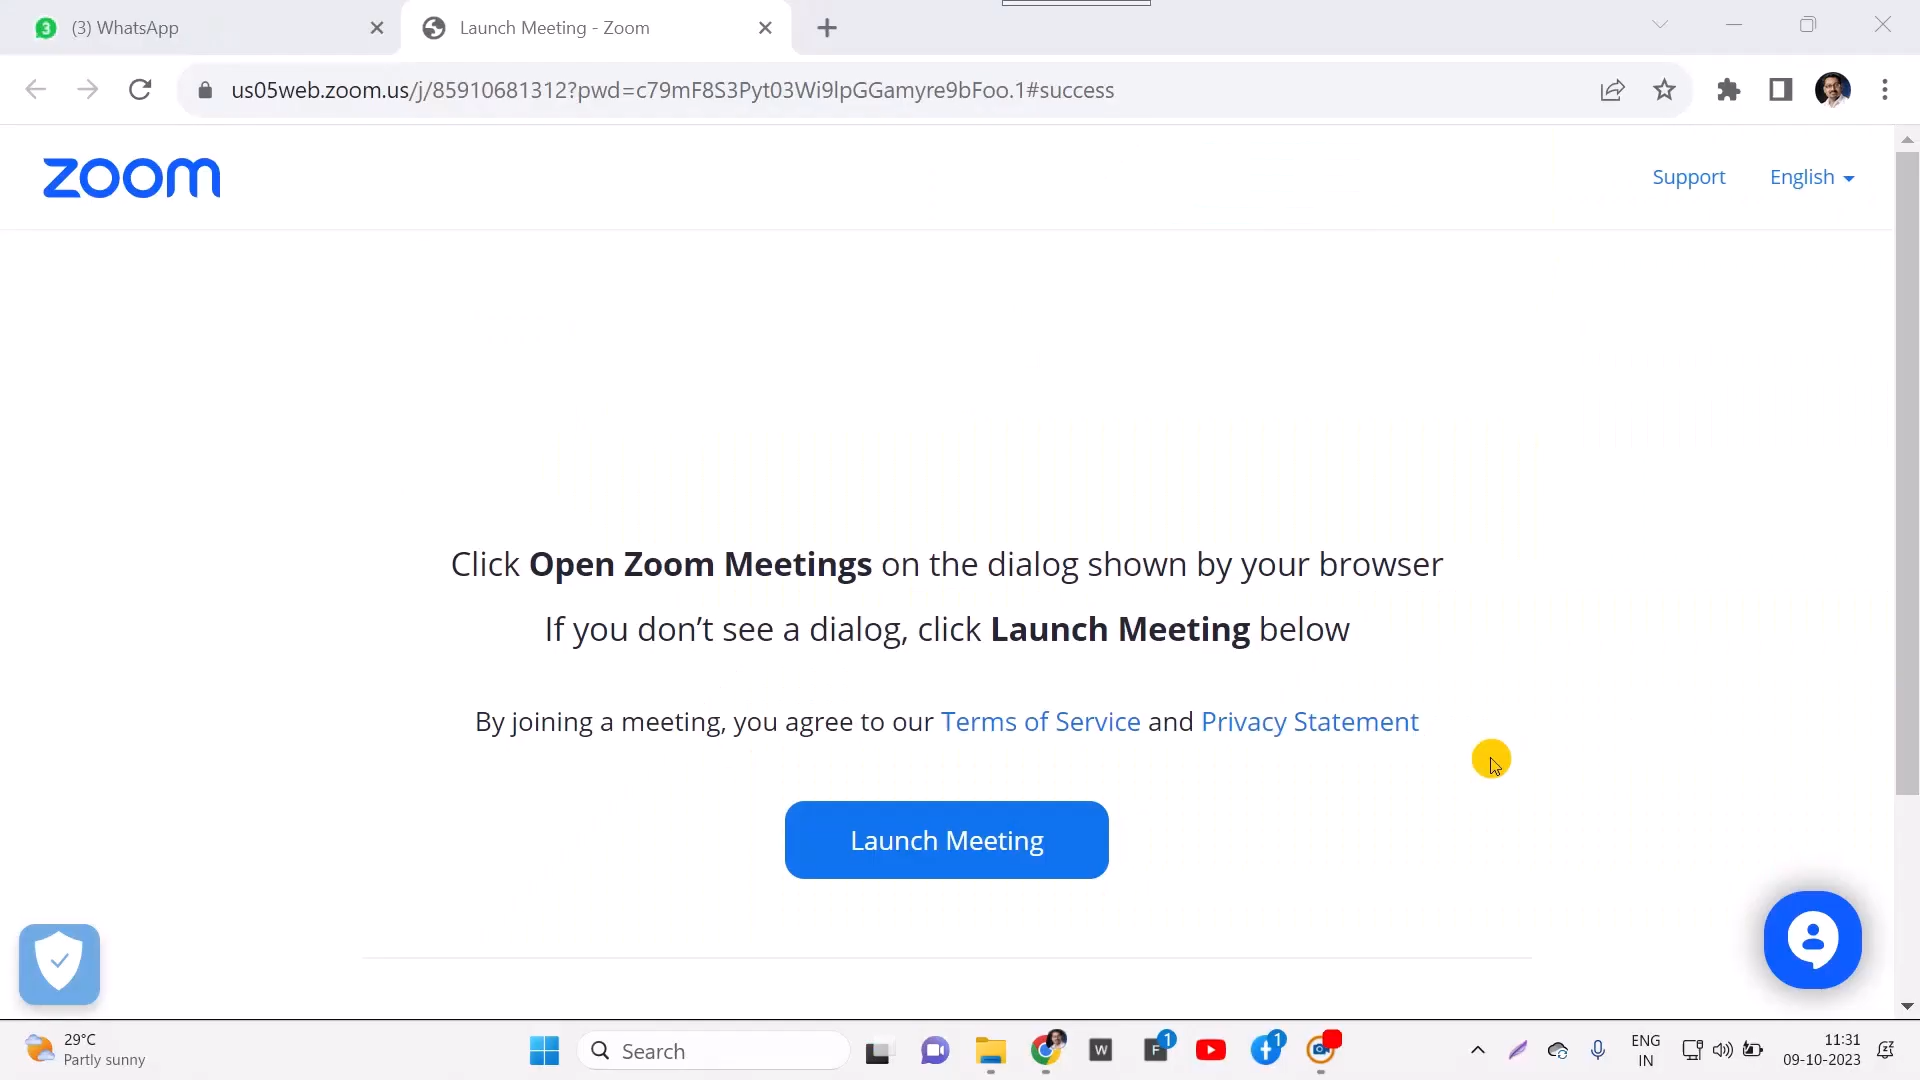 3
(3) WhatsApp
Launch Meeting - Zoom
us05web.zoom.us/j/85910681312?pwd=c79mF8S3Pyt03Wi9lpGGamyre9bFoo.1#success
zoom
Support
English
Click Open Zoom Meetings on the dialog shown by your browser
If you don’t see a dialog, click Launch Meeting below
By joining a meeting, you agree to our Terms of Service and Privacy Statement
Launch Meeting
29°C
Partly sunny
Search
W
F
1
1
ENG
IN
11:31
09-10-2023